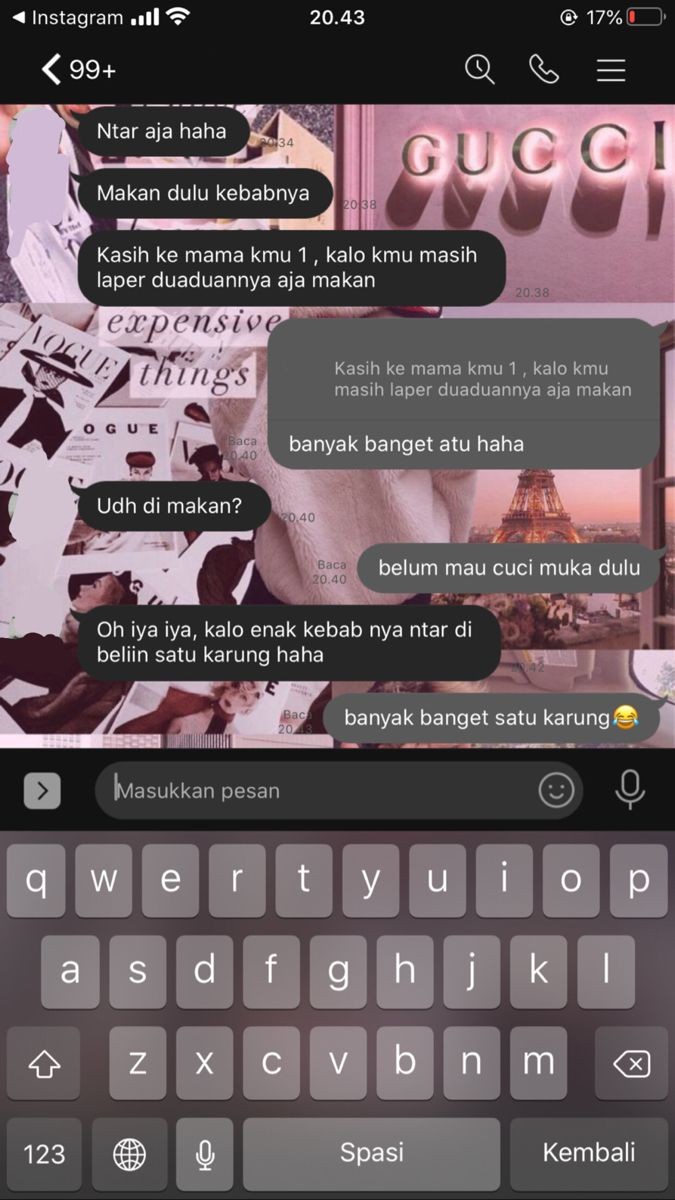 Instagram
20.43
17%
99+
Ntar aja haha
20.34
GUCCI
Makan dulu kebabnya
20.38
Kasih ke mama kmu 1 , kalo kmu masih
laper duaduannya aja makan
20.38
expensive
things
VOGUE
OGUE
Kasih ke mama kmu 1 , kalo kmu
masih laper duaduannya aja makan
banyak banget atu haha
Baca
20.40
Udh di makan?
20.40
belum mau cuci muka dulu
Baca
20.40
Oh iya iya, kalo enak kebab nya ntar di
beliin satu karung haha
20.42
banyak banget satu karung😂
Baca
20.43
Masukkan pesan
q w e r t y u i o p
a s d f g h j k l
z x c v b n m
123
Spasi
Kembali